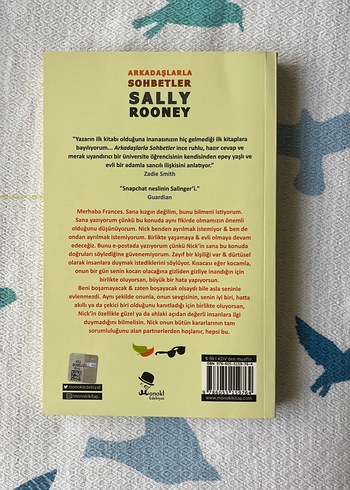 ARKADAŞLARLA
SOHBETLER
SALLY
ROONEY
"Yazarın ilk kitabı olduğuna inanasınızın hiç gelmediği ilk kitaplara
bayılıyorum... Arkadaşlarla Sohbetler ince ruhlu, hazır cevap ve
merak uyandırıcı bir üniversite öğrencisinin kendisinden epey yaşlı ve
evli bir adamla sancılı ilişkisini anlatıyor."
Zadie Smith
"Snapchat neslinin Salinger'i."
Guardian
Merhaba Frances. Sana kızgın değilim, bunu bilmeni istiyorum.
Sana yazıyorum çünkü bu konuda aynı fikirde olmamızın önemli
olduğunu düşünüyorum. Nick benden ayrılmak istemiyor & ben de
ondan ayrılmak istemiyorum. Birlikte yaşamaya & evli olmaya devam
edeceğiz. Bunu e-postada yazıyorum çünkü Nick'in sana bu konuda
doğruları söylediğine güvenemiyorum. Zayıf bir kişiliği var & dürtüsel
olarak insanlara duymak istediklerini söylüyor. Kısacası eğer kocamla,
onun bir gün senin kocan olacağına gizliden gizliye inandığın için
birlikte oluyorsan, büyük bir hata yapıyorsun.
Beni boşamayacak & zaten boşayacak olsaydı bile asla seninle
evlenmezdi. Aynı şekilde onunla, onun sevgisinin, senin iyi biri, hatta
akıllı ya da çekici biri olduğunu kanıtladığı için birlikte oluyorsan,
Nick'in özellikle güzel ya da ahlaki açıdan değerli insanlara ilgi
duymadığını bilmelisin. Nick onun bütün kararlarının tam
sorumluluğunu alan partnerlerden hoşlanır, hepsi bu.
monokledebiyat
monoklkitap
monoklkitap.com
Monokl
Edebiyat